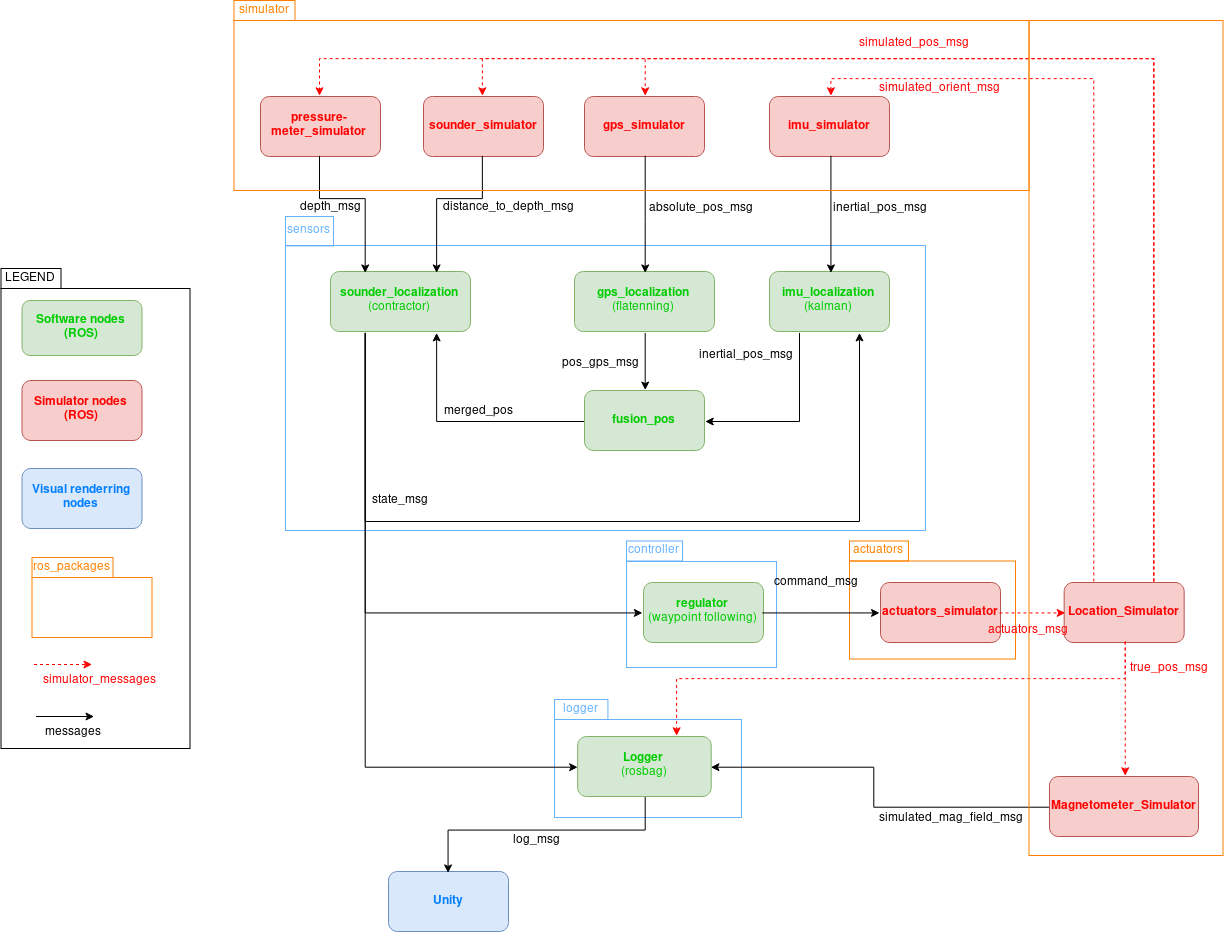 simulator
simulated_pos_msg
simulated_orient_msg
pressure-
meter_simulator
sounder_simulator
gps_simulator
imu_simulator
depth_msg
distance_to_depth_msg
absolute_pos_msg
inertial_pos_msg
sensors
sounder_localization
(contractor)
gps_localization
(flatenning)
imu_localization
(kalman)
pos_gps_msg
inertial_pos_msg
merged_pos
fusion_pos
state_msg
LEGEND
Software nodes
(ROS)
Simulator nodes
(ROS)
Visual renderring
nodes
ros_packages
simulator_messages
messages
controller
actuators
command_msg
regulator
(waypoint following)
actuators_simulator
actuators_msg
Location_Simulator
true_pos_msg
logger
Logger
(rosbag)
Magnetometer_Simulator
simulated_mag_field_msg
log_msg
Unity